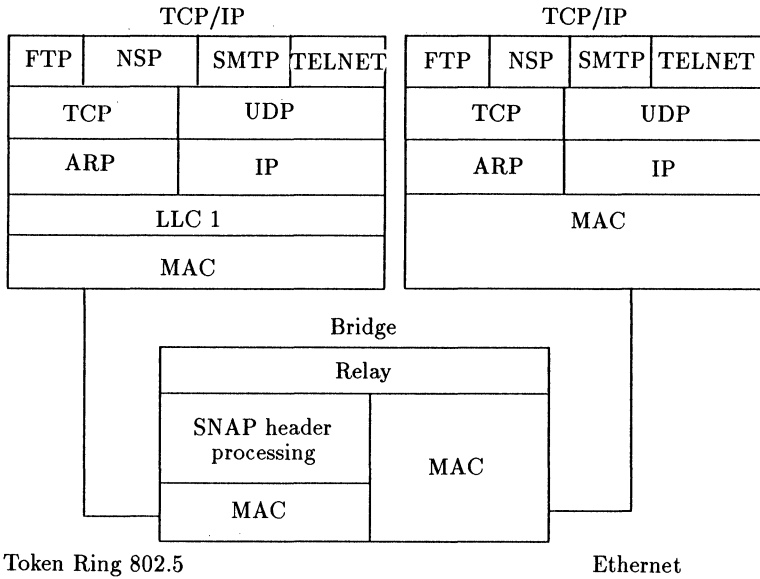 TCP/IP TCP/IP
FTP NSP SMTP TELNET FTP NSP SMTP TELNET
TCP UDP TCP UDP
ARP IP ARP IP
LLC 1 MAC
MAC
Bridge
Relay
SNAP header
processing
MAC
MAC
Token Ring 802.5 Ethernet